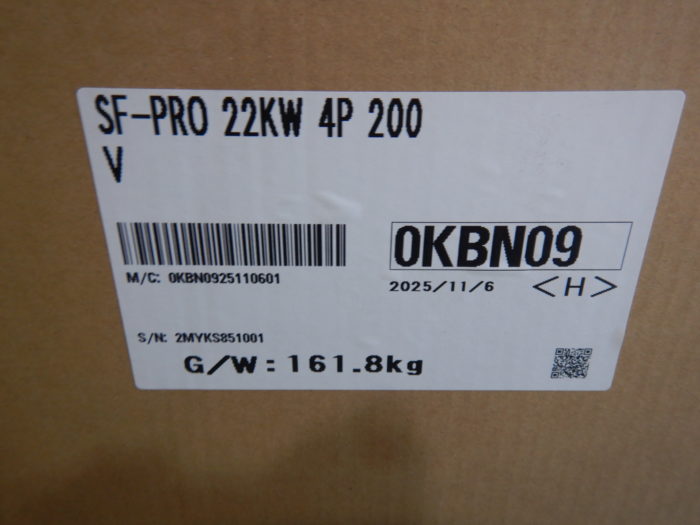 SF-PRO 22KW 4P 200
V
0KBN09
M/C: 0KBN0925110601
2025/11/6 <H>
S/N: 2MYKS851001
G/W: 161.8kg